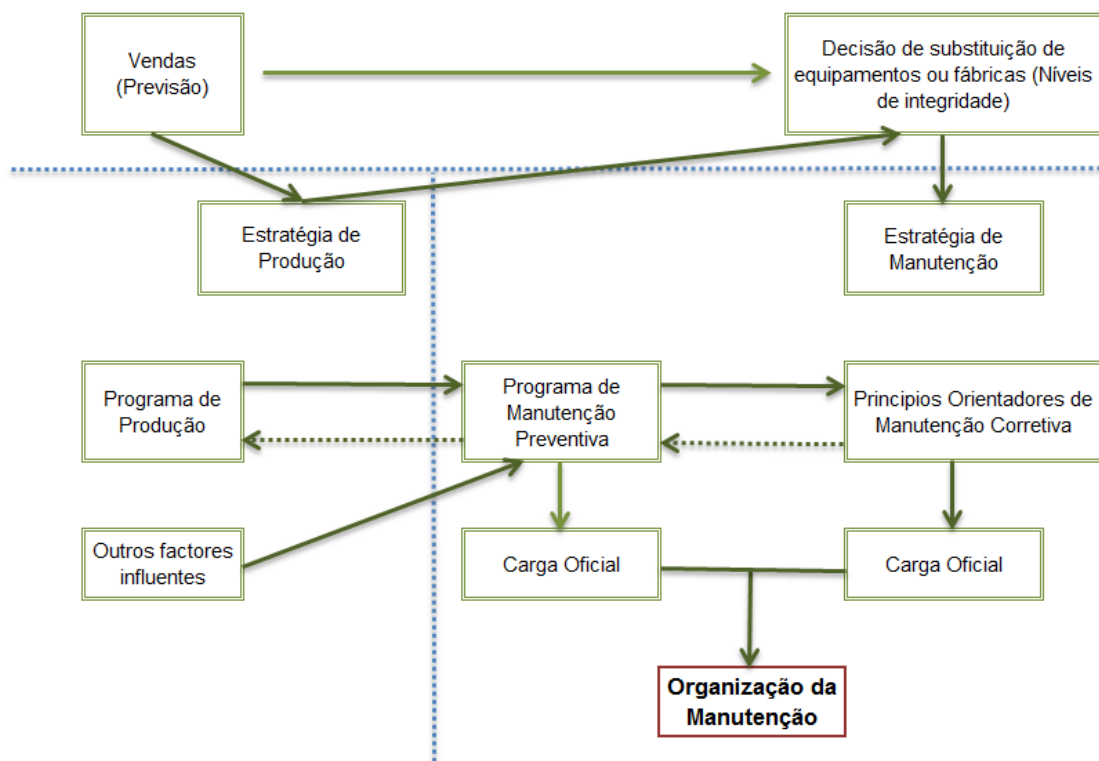 Vendas
(Previsão)
Decisão de substituição de
equipamentos ou fábricas (Níveis
de integridade)
Estratégia de
Produção
Estratégia de
Manutenção
Programa de
Produção
Programa de
Manutenção
Preventiva
Principios Orientadores de
Manutenção Corretiva
Outros factores
influentes
Carga Oficial
Carga Oficial
Organização da
Manutenção